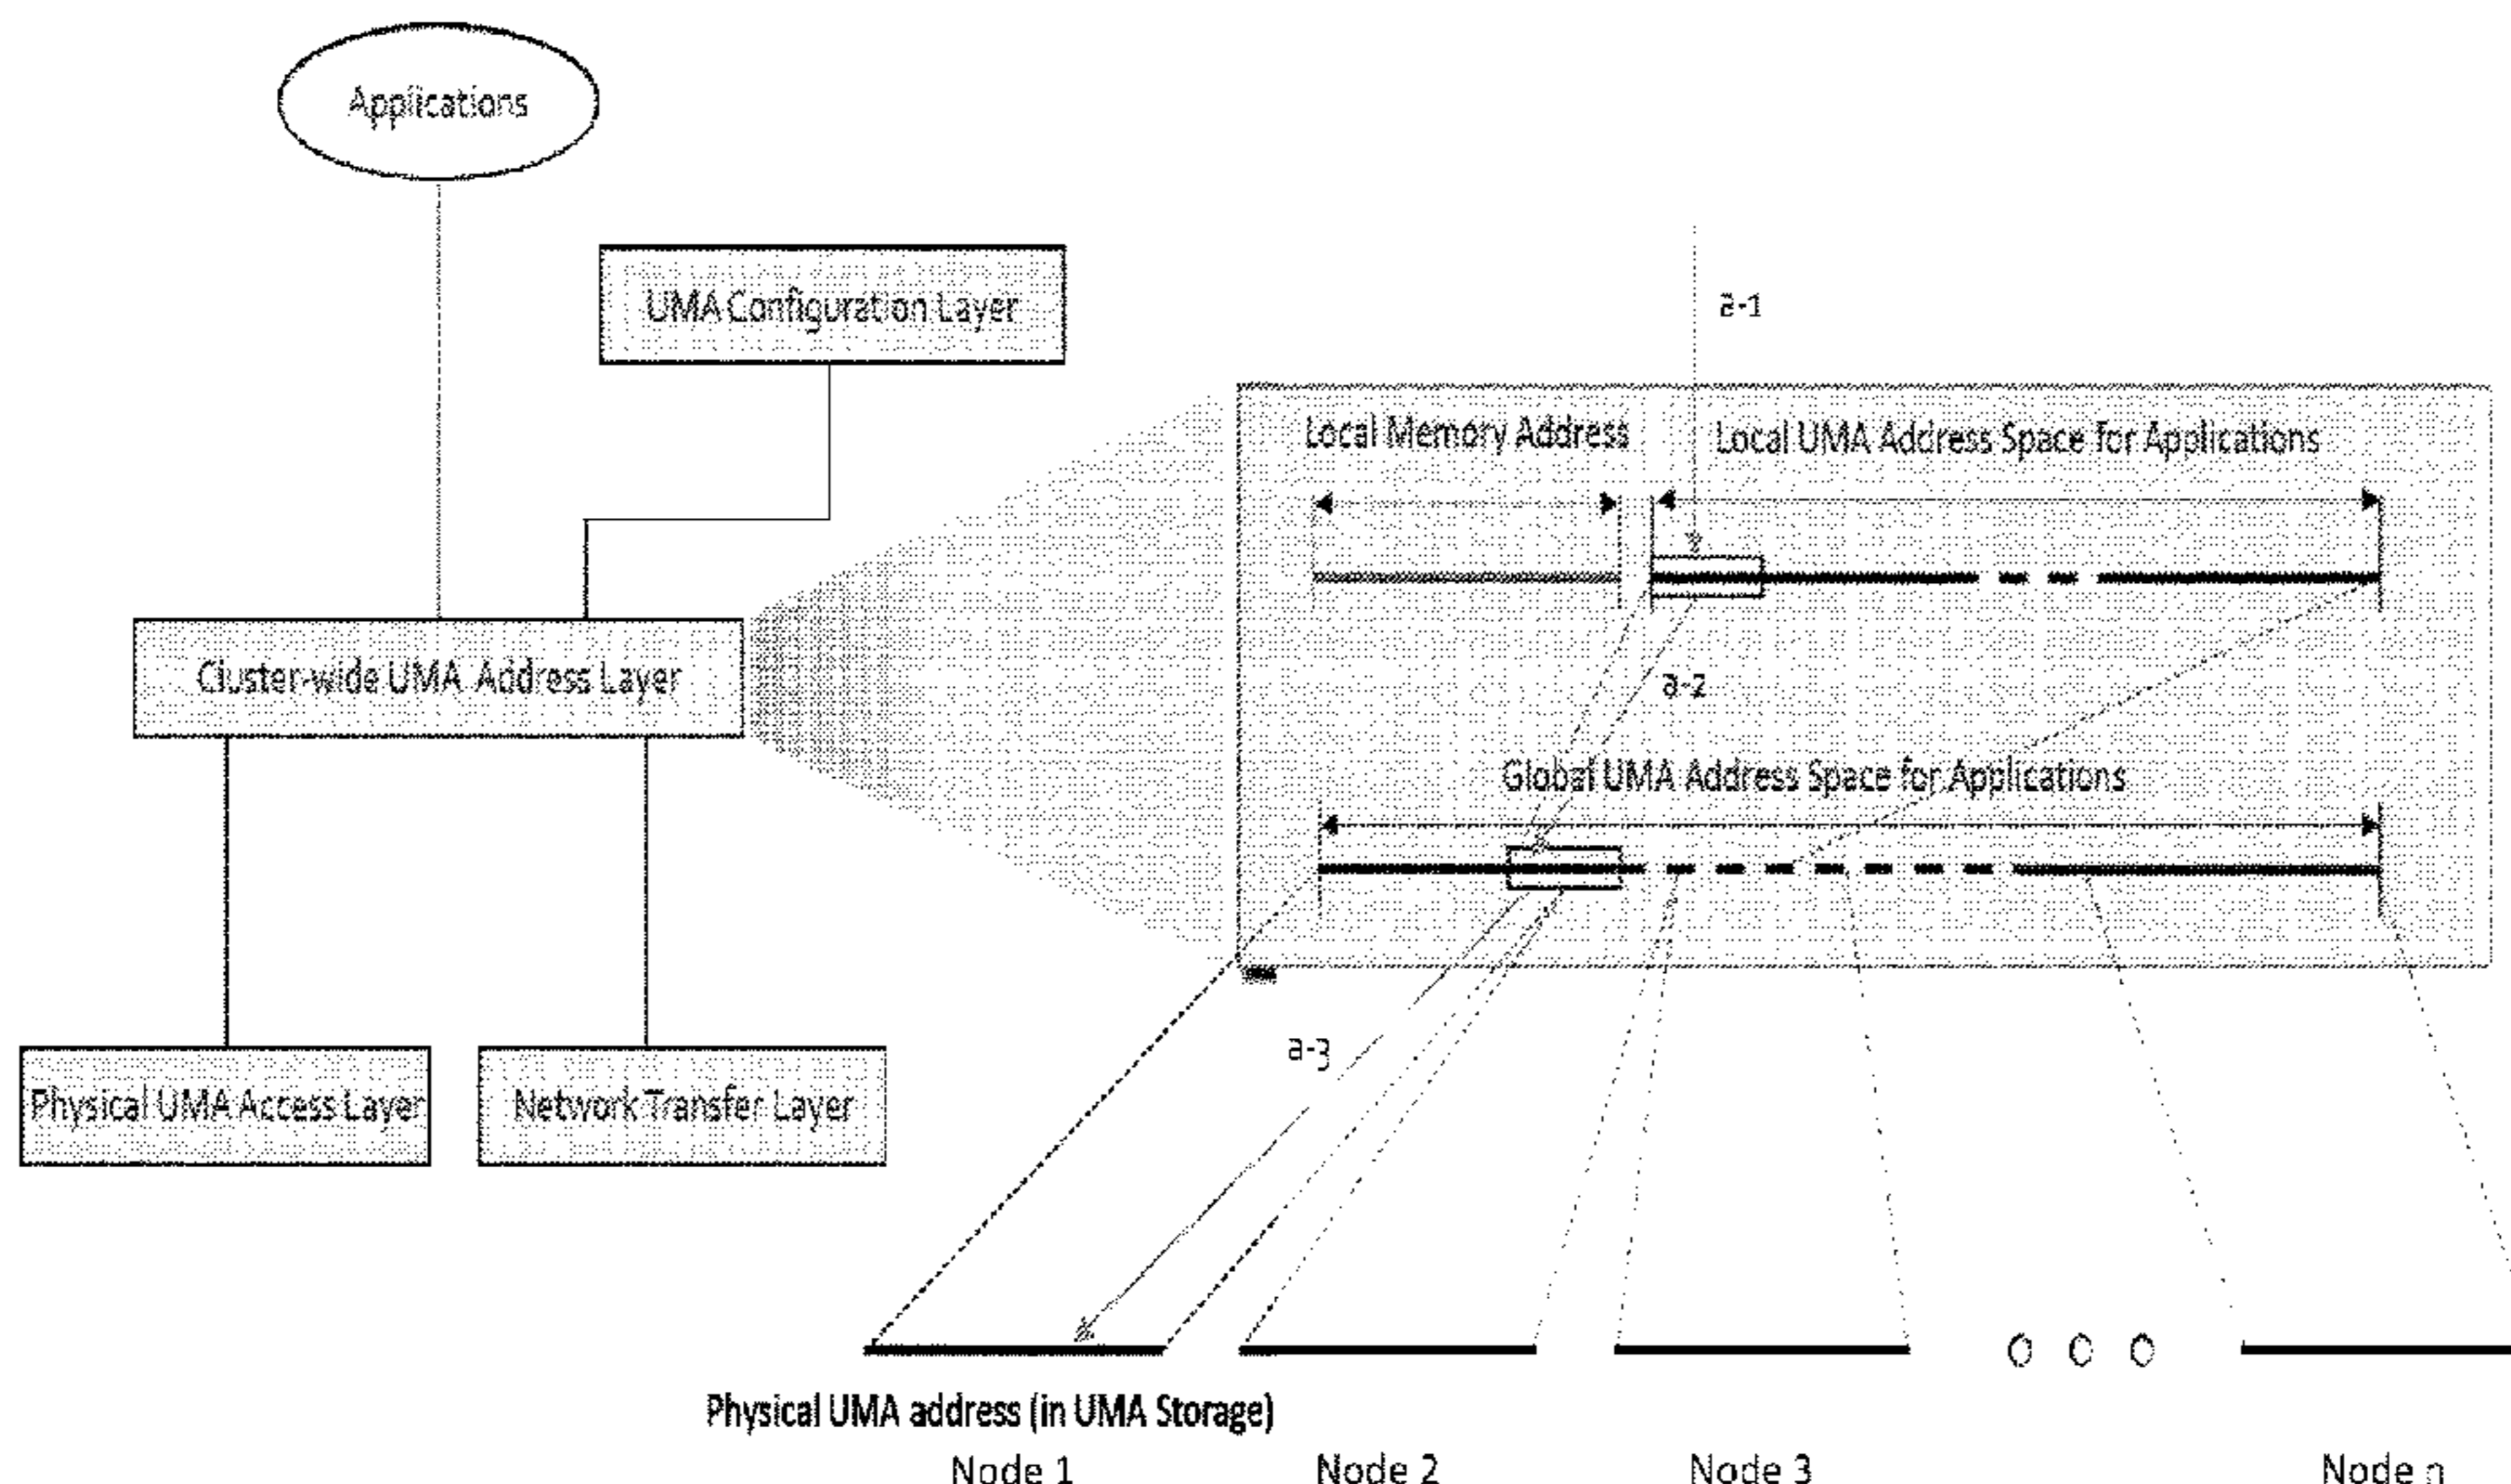 Applications
UMA Configuration Layer
a-1
Local Memory Address
Local UMA Address Space for Applications
Cluster-wide UMA Address Layer
a-2
Global UMA Address Space for Applications
a-3
Physical UMA Access Layer
Network Transfer Layer
Physical UMA address (in UMA Storage)
Node 1
Node 2
Node 3
Node n